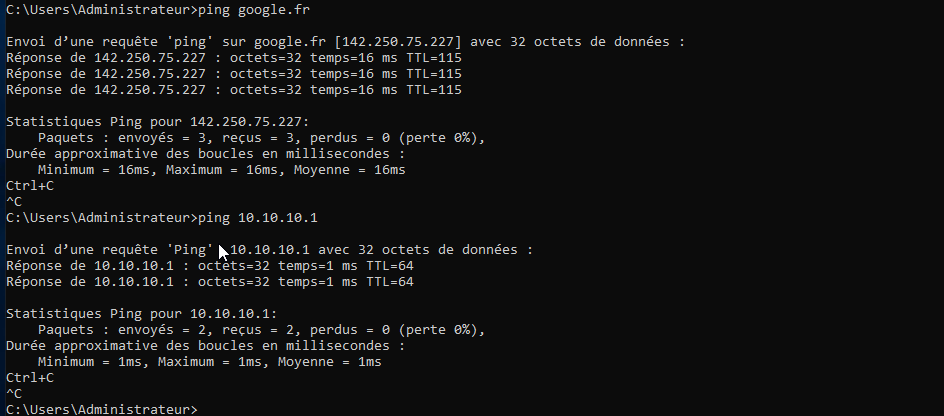 C:\Users\Administrateur>ping google.fr
Envoi d’une requête 'ping' sur google.fr [142.250.75.227] avec 32 octets de données :
Réponse de 142.250.75.227 : octets=32 temps=16 ms TTL=115
Réponse de 142.250.75.227 : octets=32 temps=16 ms TTL=115
Réponse de 142.250.75.227 : octets=32 temps=16 ms TTL=115
Statistiques Ping pour 142.250.75.227:
Paquets : envoyés = 3, reçus = 3, perdus = 0 (perte 0%),
Durée approximative des boucles en millisecondes :
Minimum = 16ms, Maximum = 16ms, Moyenne = 16ms
Ctrl+C
^C
C:\Users\Administrateur>ping 10.10.10.1
Envoi d’une requête 'Ping' 10.10.10.1 avec 32 octets de données :
Réponse de 10.10.10.1 : octets=32 temps=1 ms TTL=64
Réponse de 10.10.10.1 : octets=32 temps=1 ms TTL=64
Statistiques Ping pour 10.10.10.1:
Paquets : envoyés = 2, reçus = 2, perdus = 0 (perte 0%),
Durée approximative des boucles en millisecondes :
Minimum = 1ms, Maximum = 1ms, Moyenne = 1ms
Ctrl+C
^C
C:\Users\Administrateur>